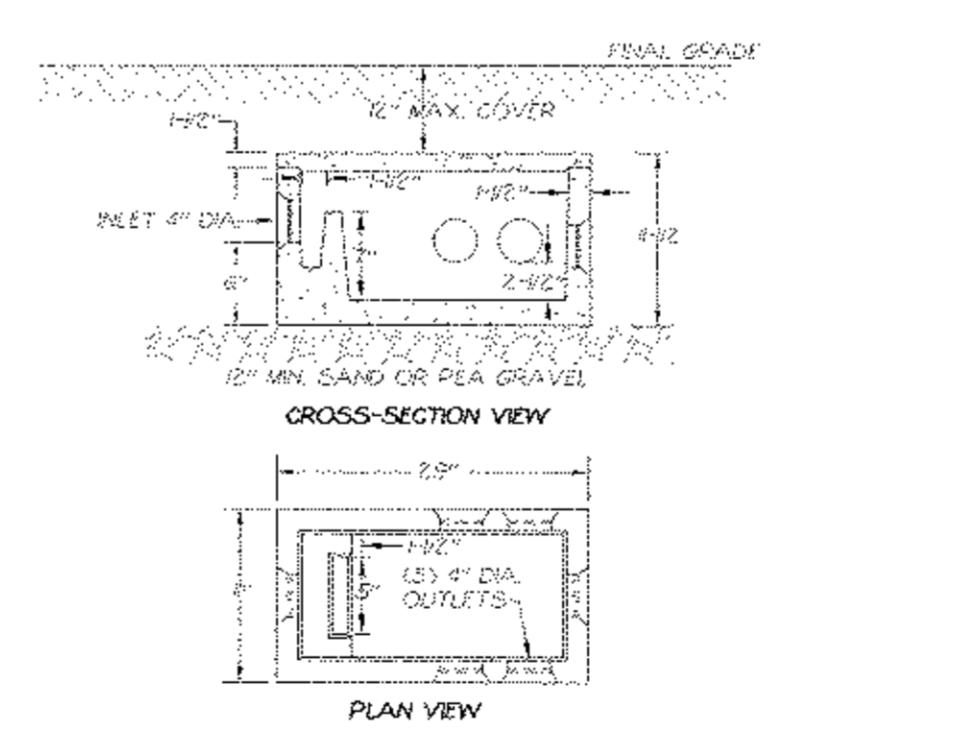 FINAL GRADE
12" MAX. COVER
1-1/2"
1-1/2"
1-1/2"
INLET 4" DIA.
7"
6"
2-1/2"
12" MIN. SAND OR PEA GRAVEL
CROSS-SECTION VIEW
29"
1-1/2"
(5) 4" DIA.
5"
OUTLETS
PLAN VIEW